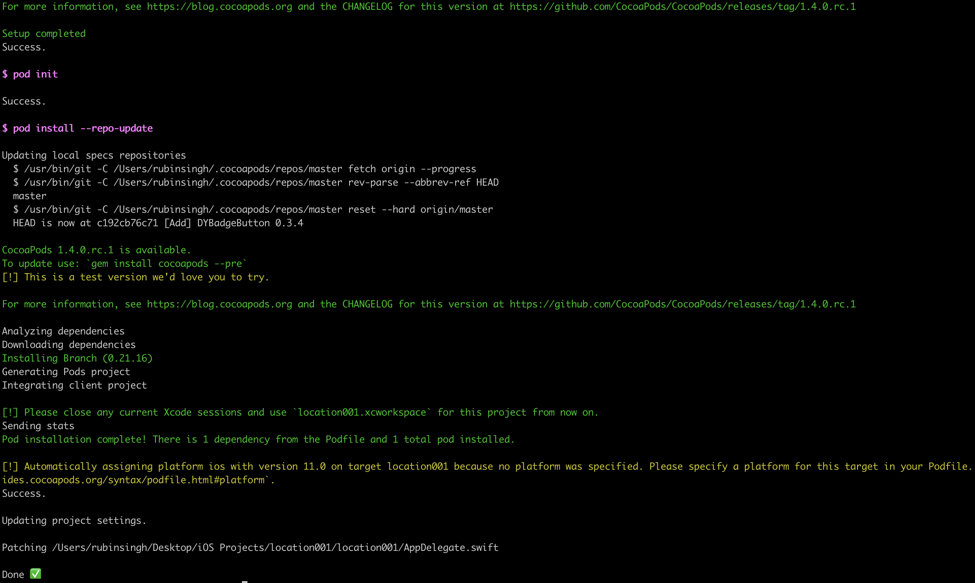 For more information, see https://blog.cocoapods.org and the CHANGELOG for this version at https://github.com/CocoaPods/CocoaPods/releases/tag/1.4.0.rc.1
Setup completed
Success.
$ pod init
Success.
$ pod install --repo-update
Updating local specs repositories
$ /usr/bin/git -C /Users/rubinsingh/.cocoapods/repos/master fetch origin --progress
$ /usr/bin/git -C /Users/rubinsingh/.cocoapods/repos/master rev-parse --abbrev-ref HEAD
master
$ /usr/bin/git -C /Users/rubinsingh/.cocoapods/repos/master reset --hard origin/master
HEAD is now at c192cb76c71 [Add] DYBadgeButton 0.3.4
CocoaPods 1.4.0.rc.1 is available.
To update use: `gem install cocoapods --pre`
[!] This is a test version we'd love you to try.
For more information, see https://blog.cocoapods.org and the CHANGELOG for this version at https://github.com/CocoaPods/CocoaPods/releases/tag/1.4.0.rc.1
Analyzing dependencies
Downloading dependencies
Installing Branch (0.21.16)
Generating Pods project
Integrating client project
[!] Please close any current Xcode sessions and use `location001.xcworkspace` for this project from now on.
Sending stats
Pod installation complete! There is 1 dependency from the Podfile and 1 total pod installed.
[!] Automatically assigning platform ios with version 11.0 on target location001 because no platform was specified. Please specify a platform for this target in your Podfile.
ides.cocoapods.org/syntax/podfile.html#platform`.
Success.
Updating project settings.
Patching /Users/rubinsingh/Desktop/iOS Projects/location001/location001/AppDelegate.swift
Done ✅